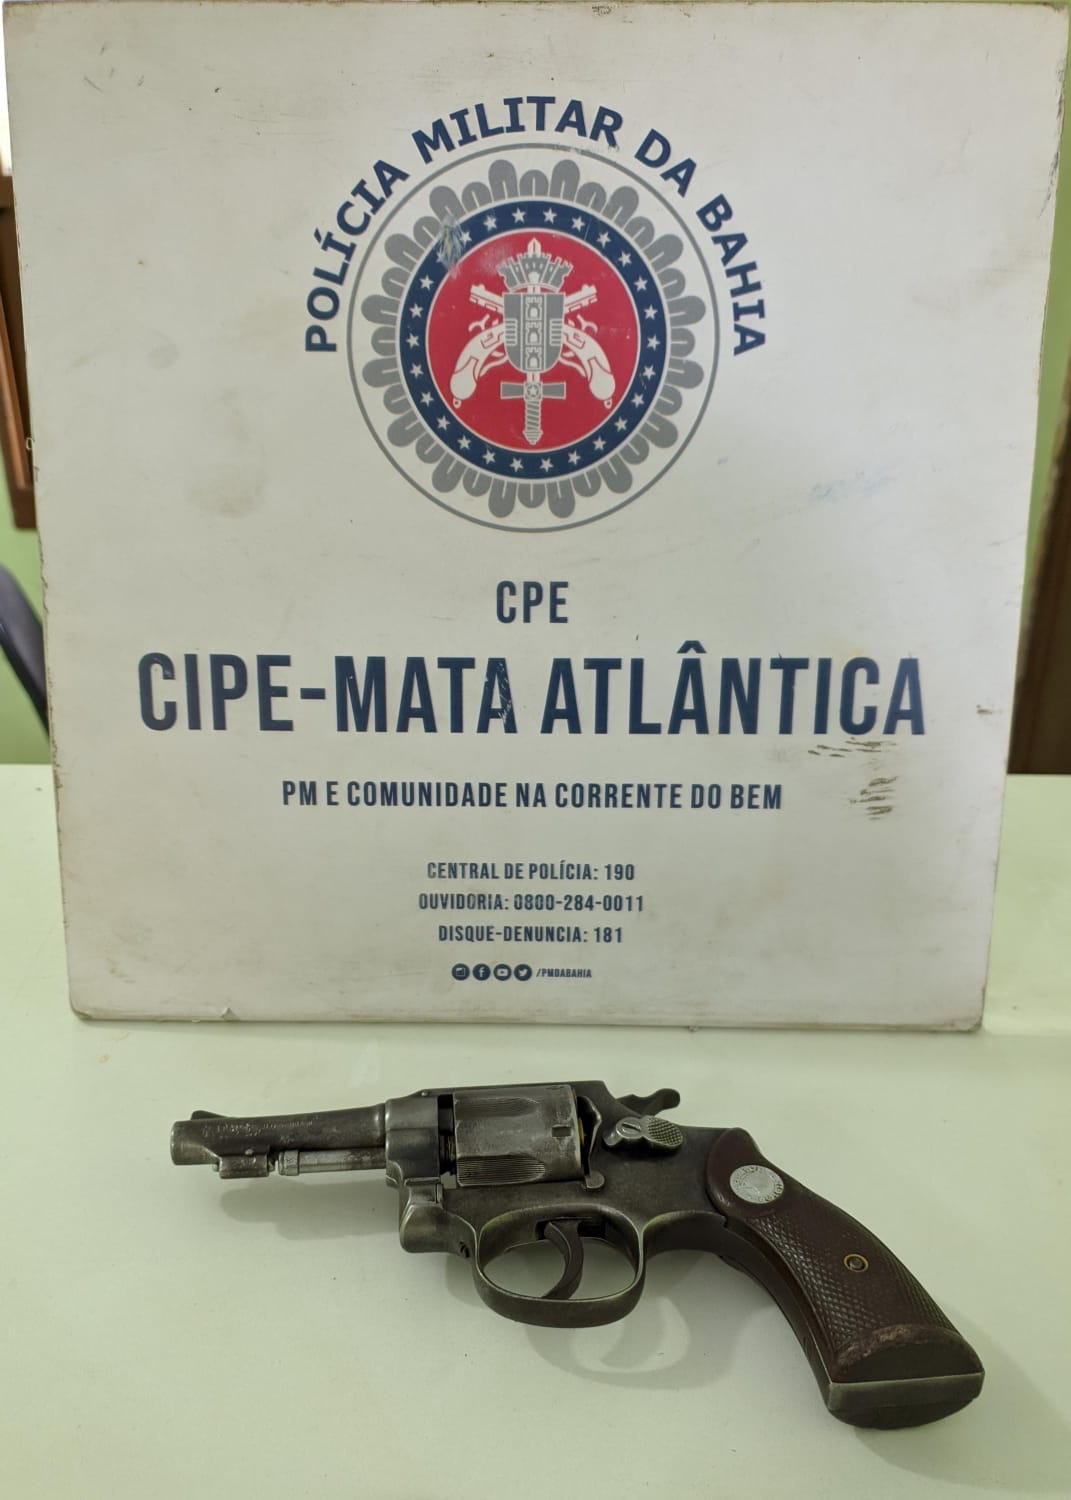 POLÍCIA MILITAR DA BAHIA
CPE
CIPE-MATA ATLÂNTICA
PM E COMUNIDADE NA CORRENTE DO BEM
CENTRAL DE POLÍCIA: 190
OUVIDORIA: 0800-284-0011
DISQUE-DENUNCIA: 181
/PMDABAHIA